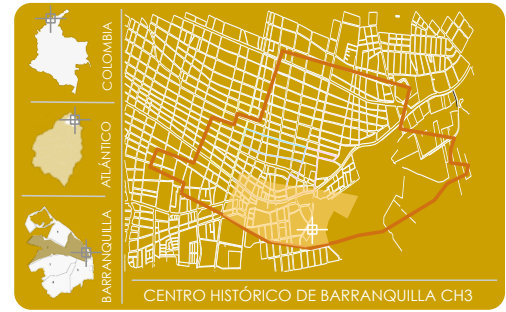 COLOMBIA
ATLÁNTICO
BARRANQUILLA
CENTRO HISTÓRICO DE BARRANQUILLA CH3